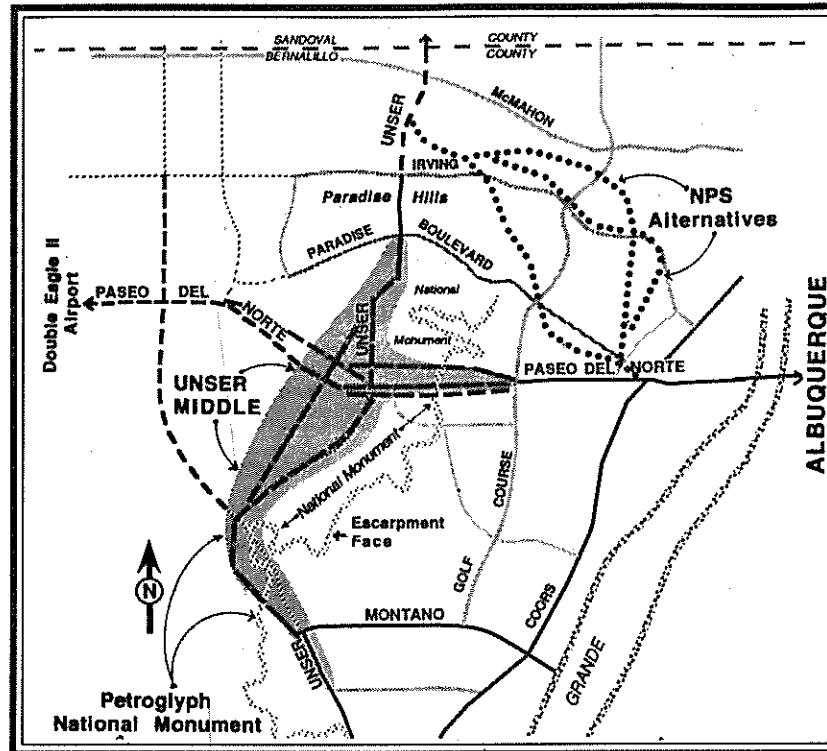 SANDOVAL COUNTY
BERNALILLO COUNTY
McMAHON
UNSER
IRVING
NPS
Alternatives
Paradise Hills
PARADISE BOULEVARD
National
Monument
Double Eagle II
Airport
PASEO DEL NORTE
UNSER
PASEO DEL NORTE
UNSER
MIDDLE
ALBUQUERQUE
National Monument
COURSE
Escarpment
Face
GOLF
COORS
N
MONTANO
GRANDE
UNSER
Petroglyph
National Monument